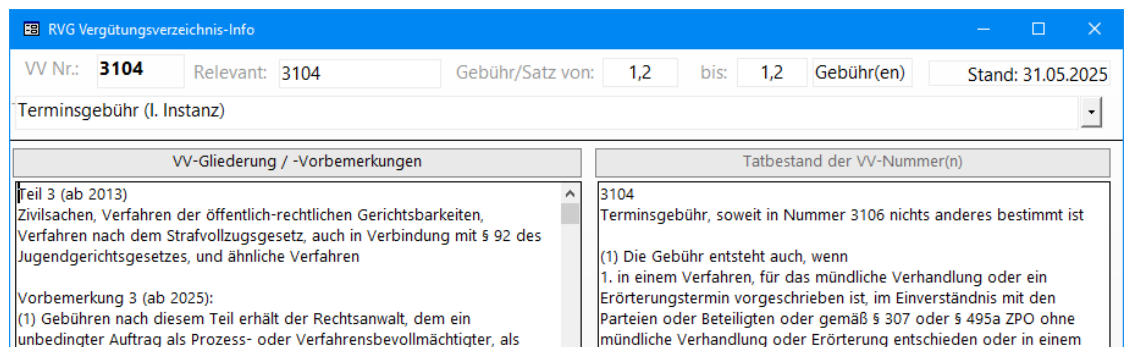 RVG Vergütungsverzeichnis-Info
VV Nr.: 3104 Relevant: 3104 Gebühr/Satz von: 1,2 bis: 1,2 Gebühr(en) Stand: 31.05.2025
Terminsgebühr (I. Instanz)
VV-Gliederung / -Vorbemerkungen
Teil 3 (ab 2013)
Zivilsachen, Verfahren der öffentlich-rechtlichen Gerichtsbarkeiten,
Verfahren nach dem Strafvollzugsgesetz, auch in Verbindung mit § 92 des
Jugendgerichtsgesetzes, und ähnliche Verfahren
Vorbemerkung 3 (ab 2025):
(1) Gebühren nach diesem Teil erhält der Rechtsanwalt, dem ein
unbedingter Auftrag als Prozess- oder Verfahrensbevollmächtigter, als
Tatbestand der VV-Nummer(n)
3104
Terminsgebühr, soweit in Nummer 3106 nichts anderes bestimmt ist
(1) Die Gebühr entsteht auch, wenn
1. in einem Verfahren, für das mündliche Verhandlung oder ein
Erörterungstermin vorgeschrieben ist, im Einverständnis mit den
Parteien oder Beteiligten oder gemäß § 307 oder § 495a ZPO ohne
mündliche Verhandlung oder Erörterung entschieden oder in einem